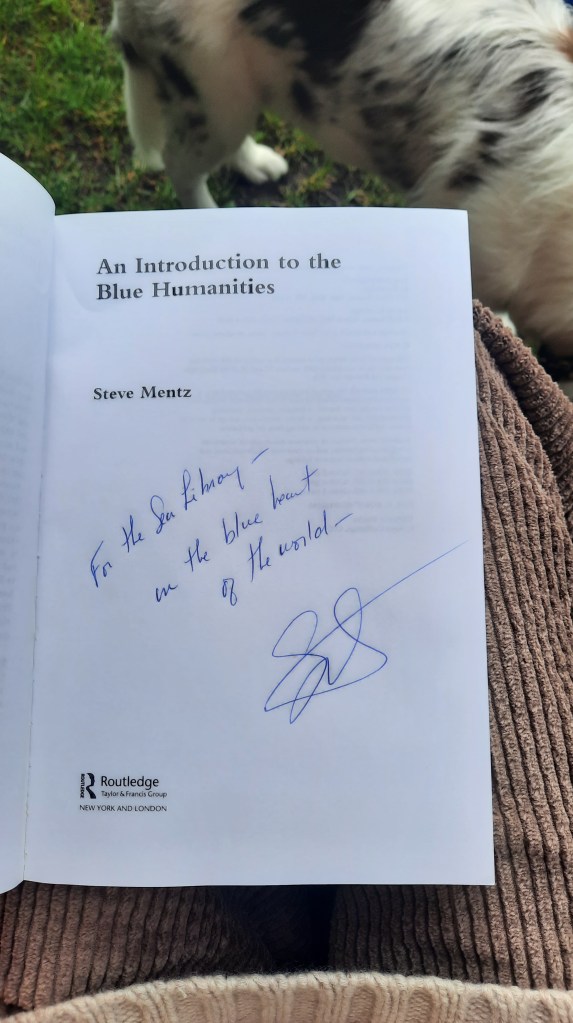 An Introduction to the
Blue Humanities
Steve Mentz
For the Sea Library –
in the blue heart
of the world –
Routledge
Taylor & Francis Group
NEW YORK AND LONDON